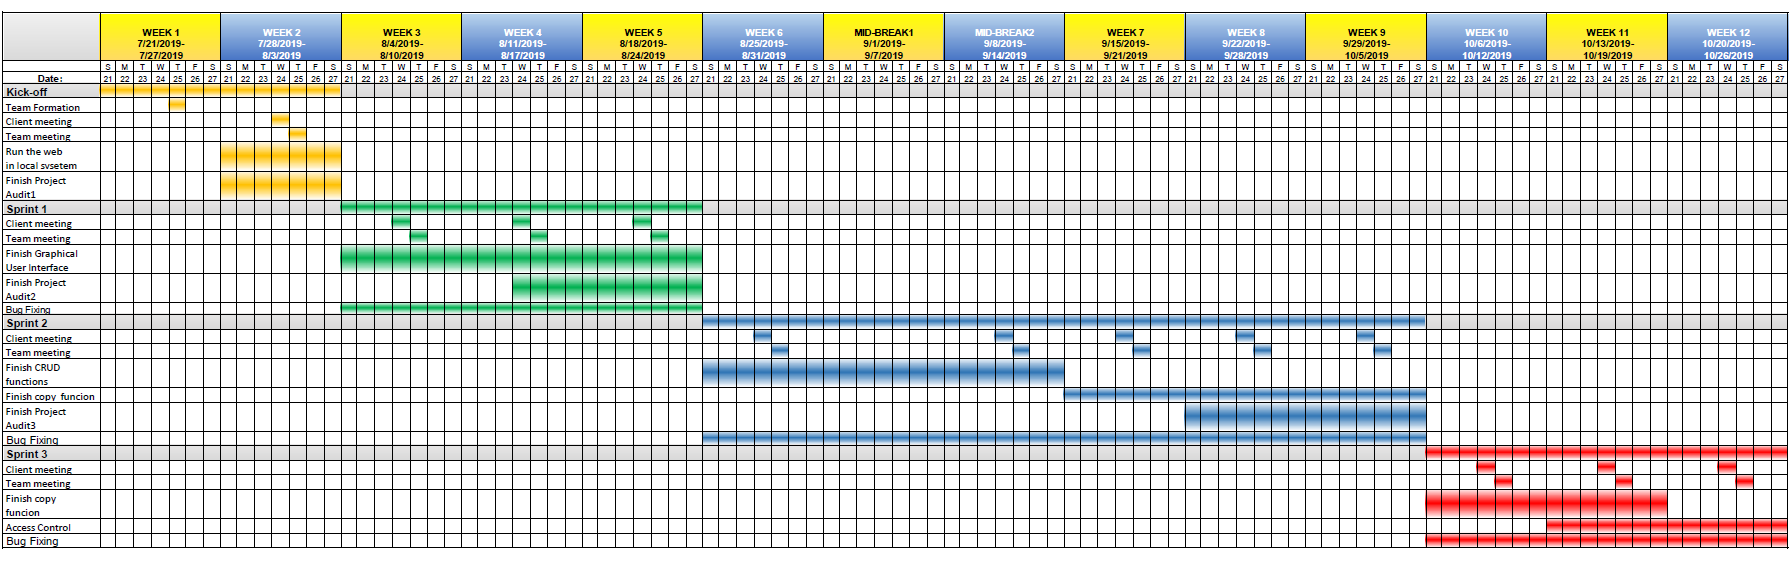 WEEK 1 WEEK 2 WEEK 3 WEEK 4 WEEK 5 WEEK 6 MID-BREAK1 MID-BREAK2 WEEK 7 WEEK 8 WEEK 9 WEEK 10 WEEK 11 WEEK 12
7/21/2019- 7/28/2019- 8/4/2019- 8/11/2019- 8/18/2019- 8/25/2019- 9/1/2019- 9/8/2019- 9/15/2019- 9/22/2019- 9/29/2019- 10/6/2019- 10/13/2019- 10/20/2019-
7/27/2019 8/3/2019 8/10/2019 8/17/2019 8/24/2019 8/31/2019 9/7/2019 9/14/2019 9/21/2019 9/28/2019 10/5/2019 10/12/2019 10/19/2019 10/26/2019
S M T W T F S S M T W T F S S M T W T F S S M T W T F S S M T W T F S S M T W T F S S M T W T F S S M T W T F S S M T W T F S S M T W T F S S M T W T F S S M T W T F S S M T W T F S S M T W T F S
Date: 21 22 23 24 25 26 27 21 22 23 24 25 26 27 21 22 23 24 25 26 27 21 22 23 24 25 26 27 21 22 23 24 25 26 27 21 22 23 24 25 26 27 21 22 23 24 25 26 27 21 22 23 24 25 26 27 21 22 23 24 25 26 27 21 22 23 24 25 26 27 21 22 23 24 25 26 27 21 22 23 24 25 26 27 21 22 23 24 25 26 27 21 22 23 24 25 26 27
Kick-off
Team Formation
Client meeting
Team meeting
Run the web
in local svsetem
Finish Project
Audit1
Sprint 1
Client meeting
Team meeting
Finish Graphical
User Interface
Finish Project
Audit2
Bug Fixing
Sprint 2
Client meeting
Team meeting
Finish CRUD
functions
Finish copy funcion
Finish Project
Audit3
Bug Fixing
Sprint 3
Client meeting
Team meeting
Finish copy
funcion
Access Control
Bug Fixing